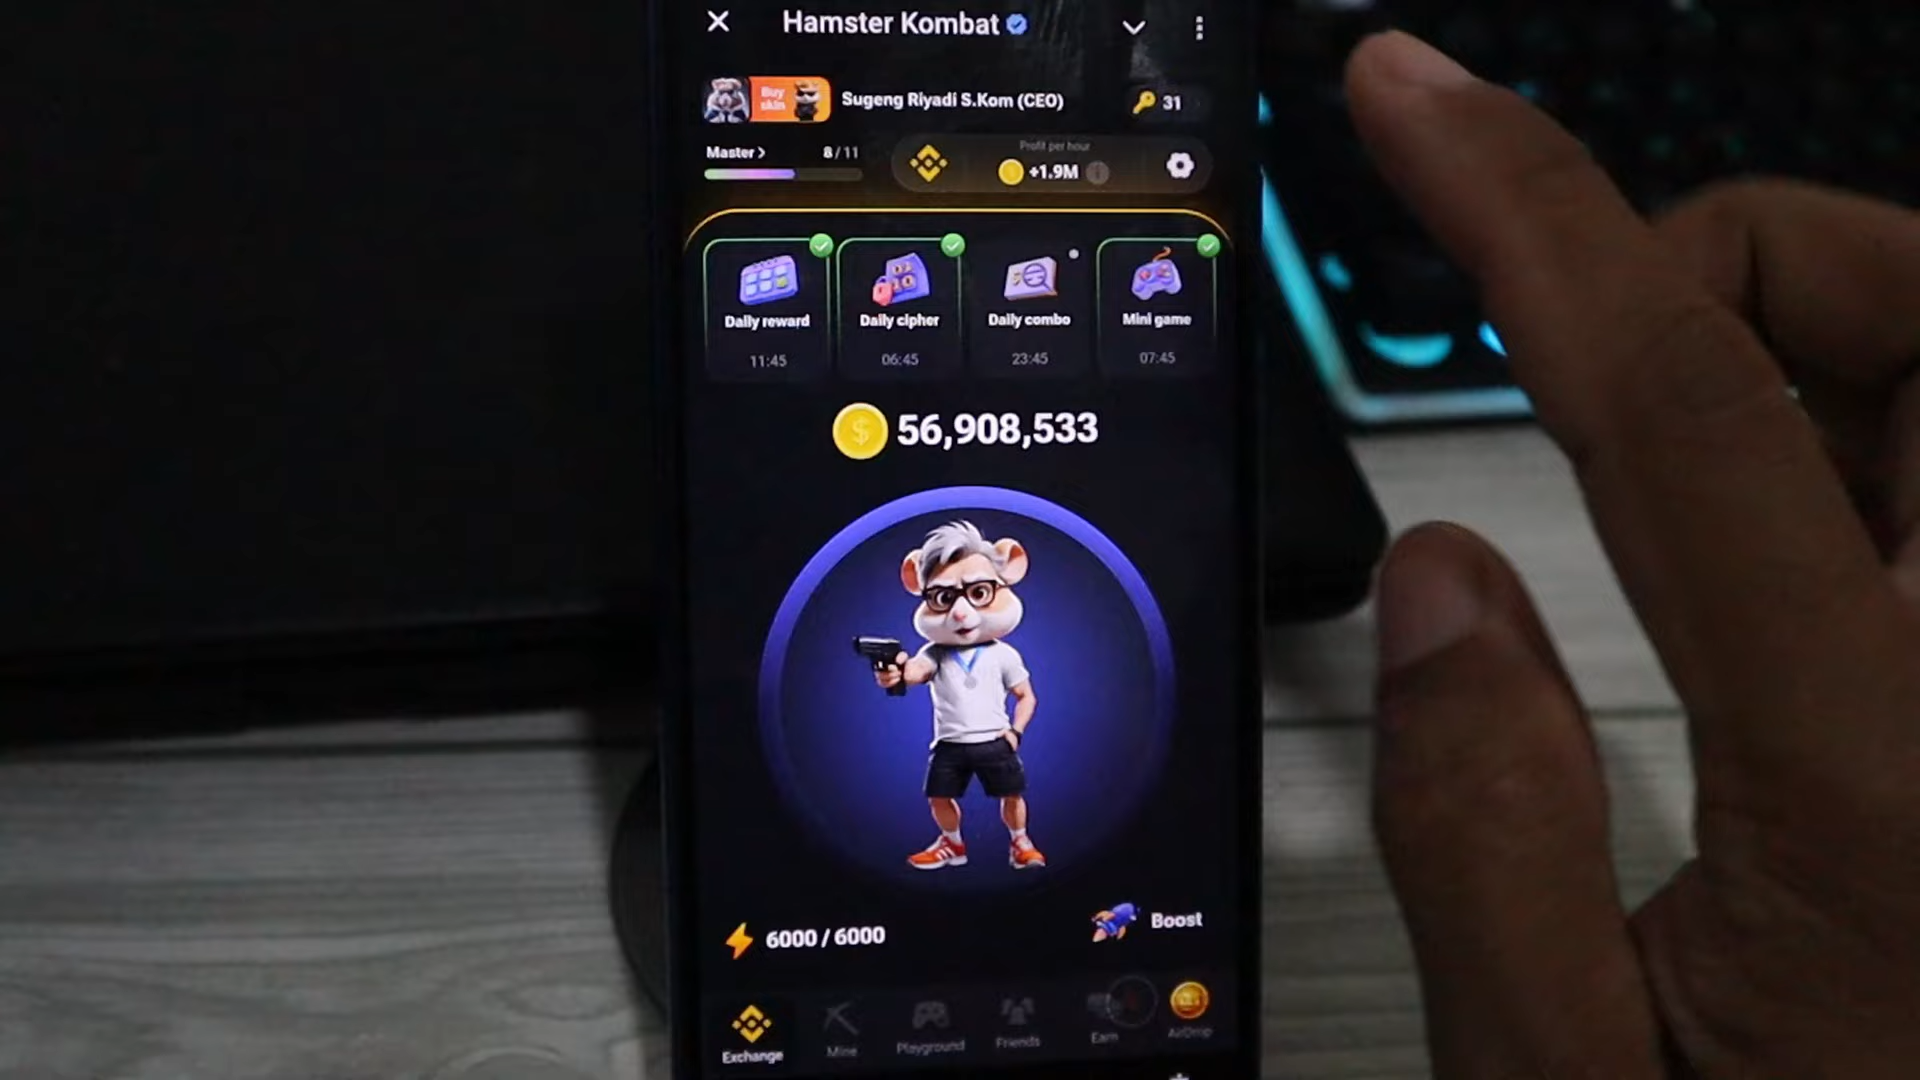 Hamster Kombat
Buy skin
Sugeng Riyadi S.Kom (CEO)
31
Master >
8/11
Profit per hour
+1.9M
Daily reward
11:45
Daily cipher
06:45
Daily combo
23:45
Mini game
07:45
56,908,533
6000 / 6000
Boost
Exchange
Mine
Playground
Friends
Earn
AirDrop